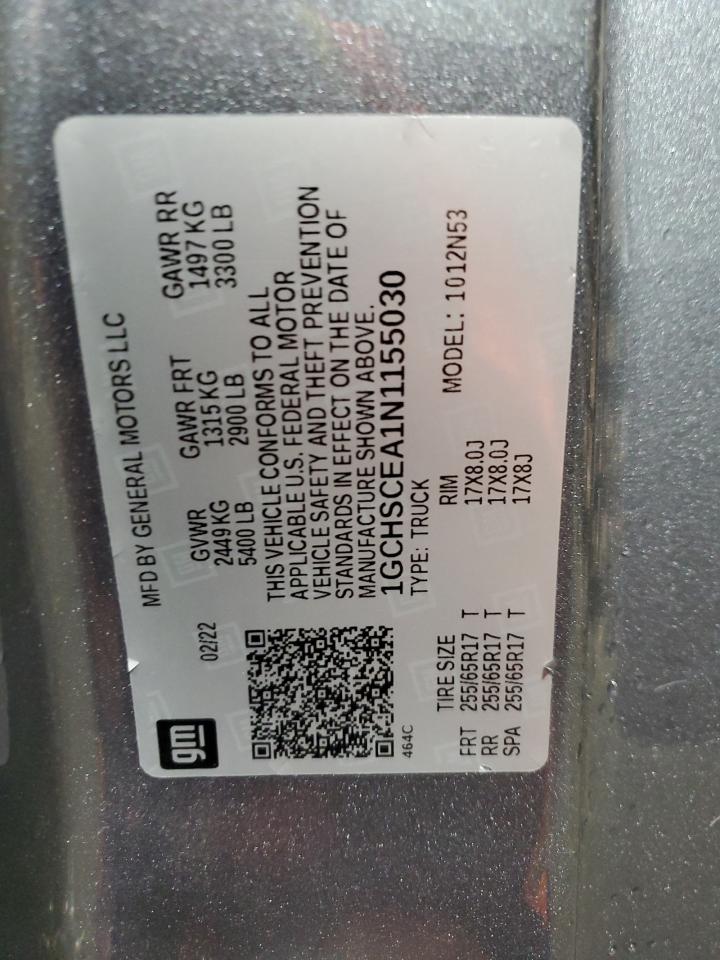 gm
MFD BY GENERAL MOTORS LLC
02/22
GVWR GAWR FRT GAWR RR
2449 KG 1315 KG 1497 KG
5400 LB 2900 LB 3300 LB
THIS VEHICLE CONFORMS TO ALL
APPLICABLE U.S. FEDERAL MOTOR
VEHICLE SAFETY AND THEFT PREVENTION
STANDARDS IN EFFECT ON THE DATE OF
MANUFACTURE SHOWN ABOVE.
1GCHSCEA1N1155030
464C
TYPE: TRUCK
TIRE SIZE RIM MODEL: 1012N53
FRT 255/65R17 T 17X8.0J
RR 255/65R17 T 17X8.0J
SPA 255/65R17 T 17X8J